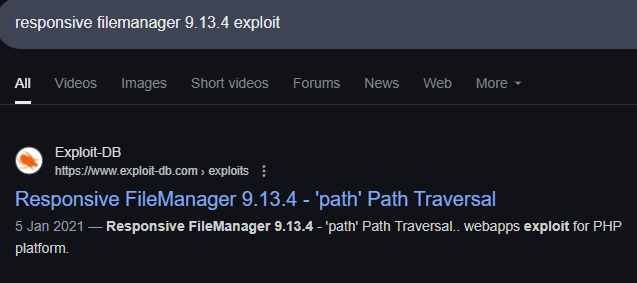 responsive filemanager 9.13.4 exploit
All Videos Images Short videos Forums News Web More
Exploit-DB
https://www.exploit-db.com › exploits
Responsive FileManager 9.13.4 - 'path' Path Traversal
5 Jan 2021 — Responsive FileManager 9.13.4 - 'path' Path Traversal.. webapps exploit for PHP
platform.